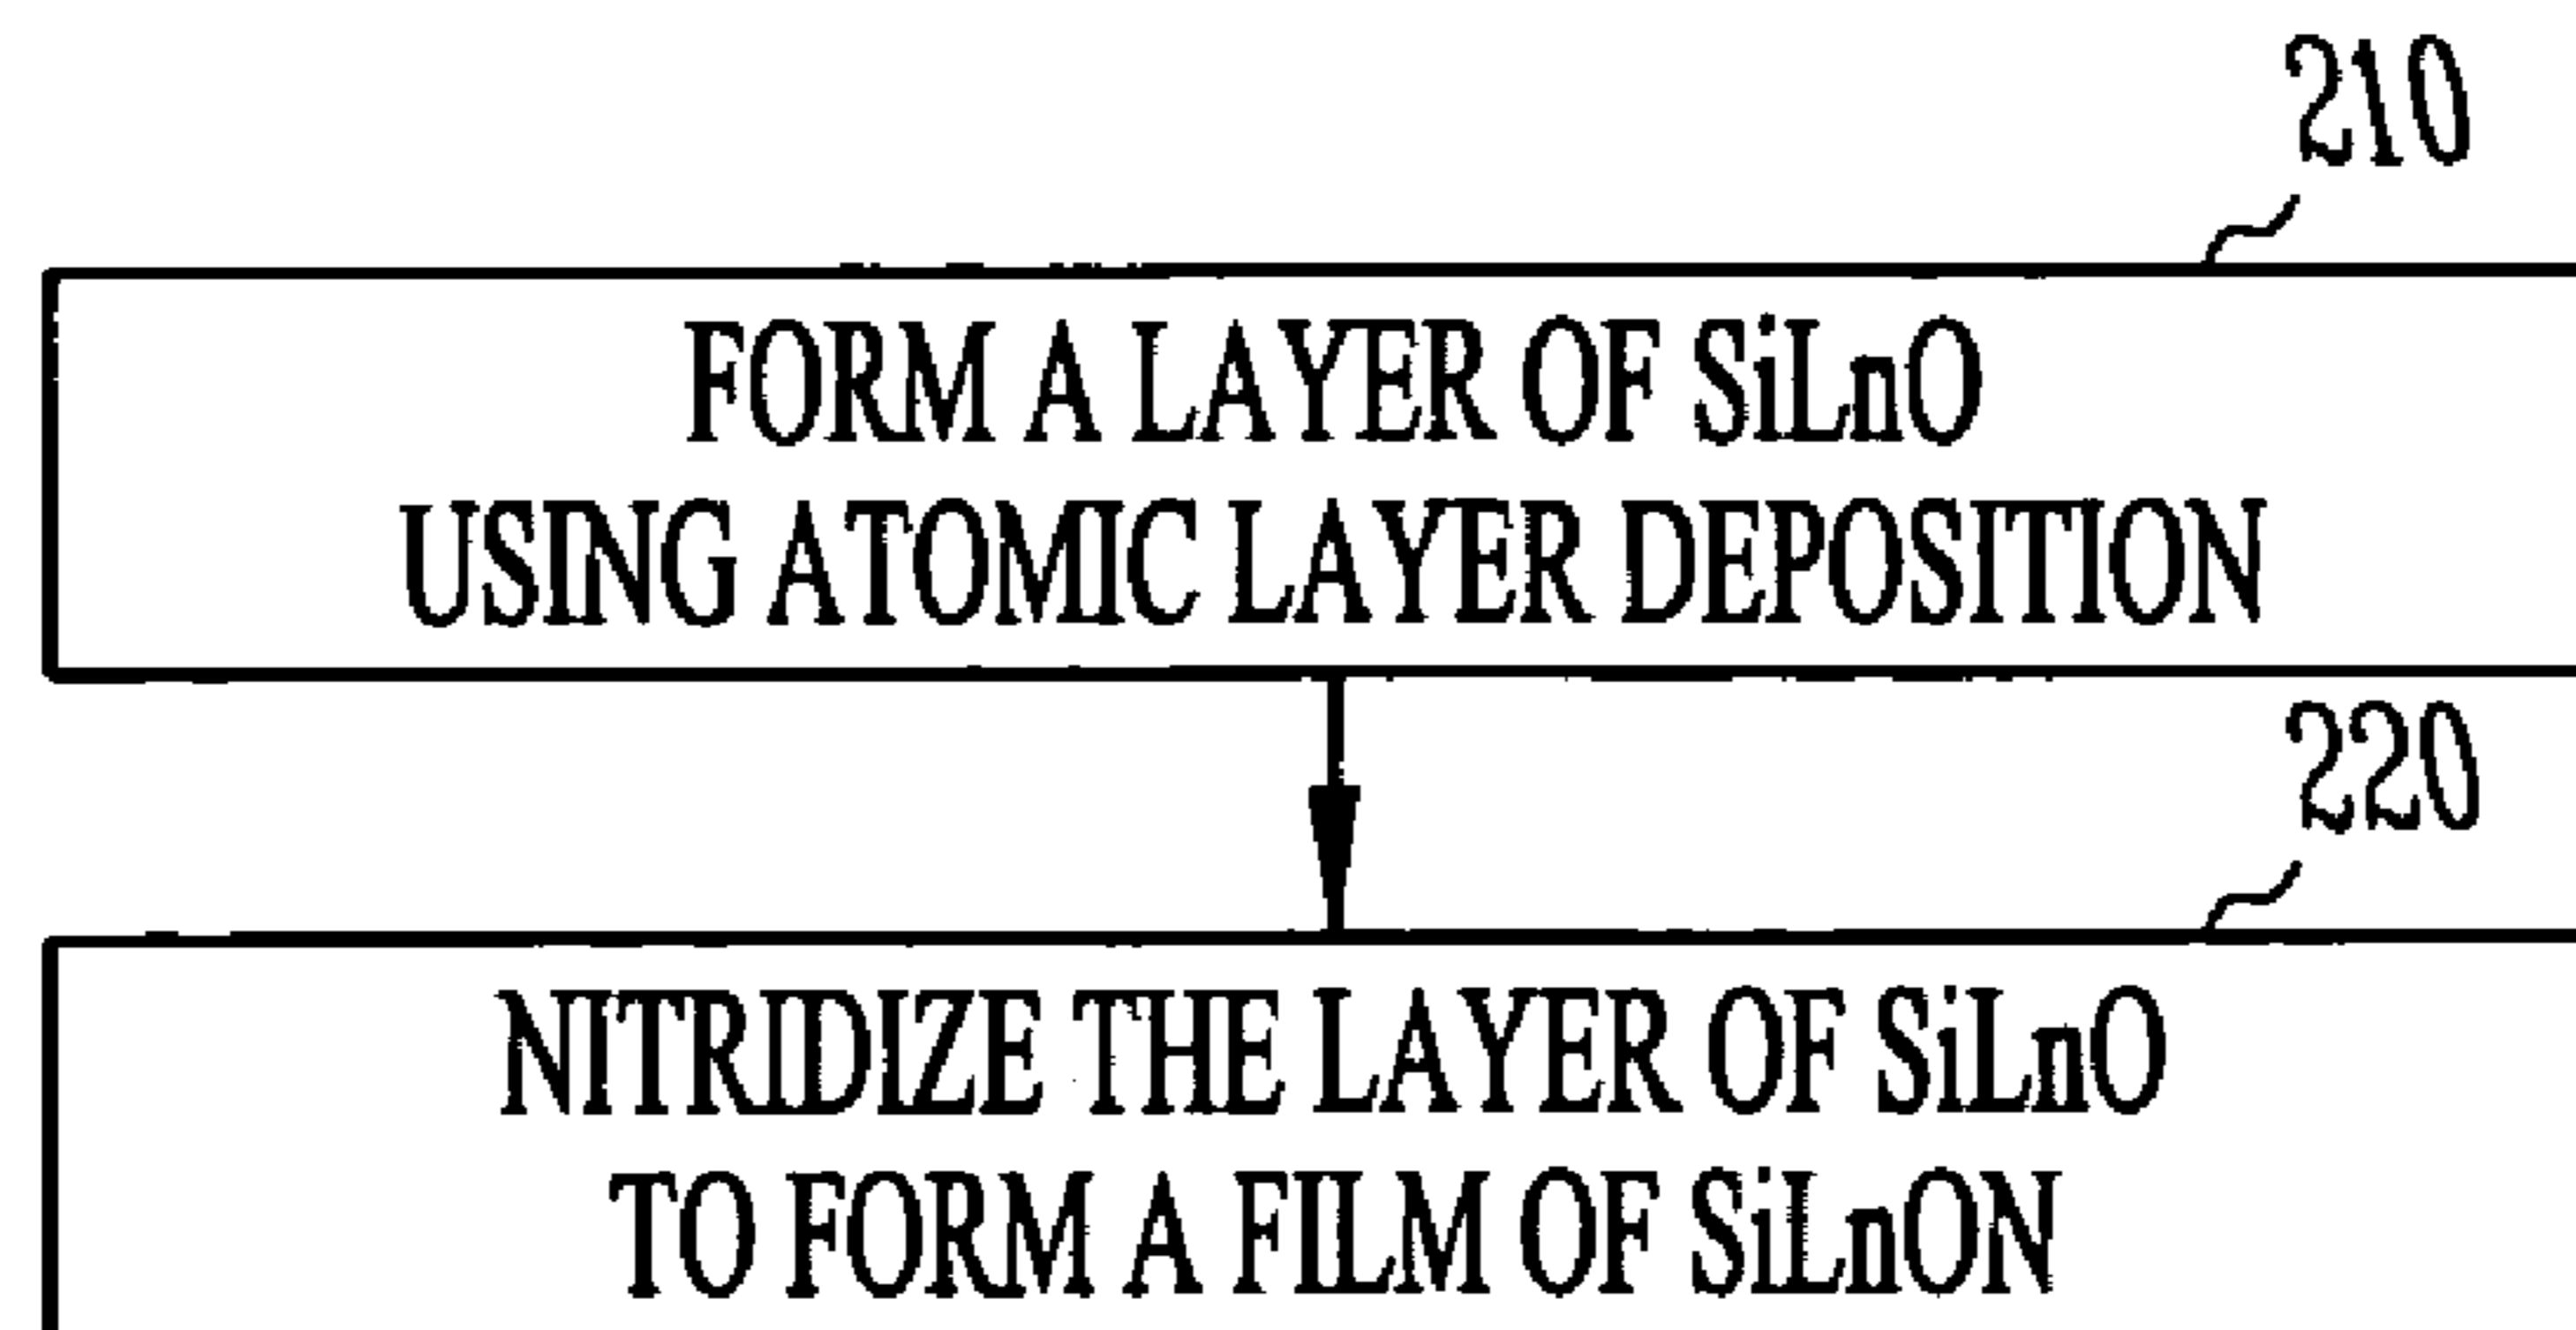 210
FORM A LAYER OF SiLnO
USING ATOMIC LAYER DEPOSITION
220
NITRIDIZE THE LAYER OF SiLnO
TO FORM A FILM OF SiLnON